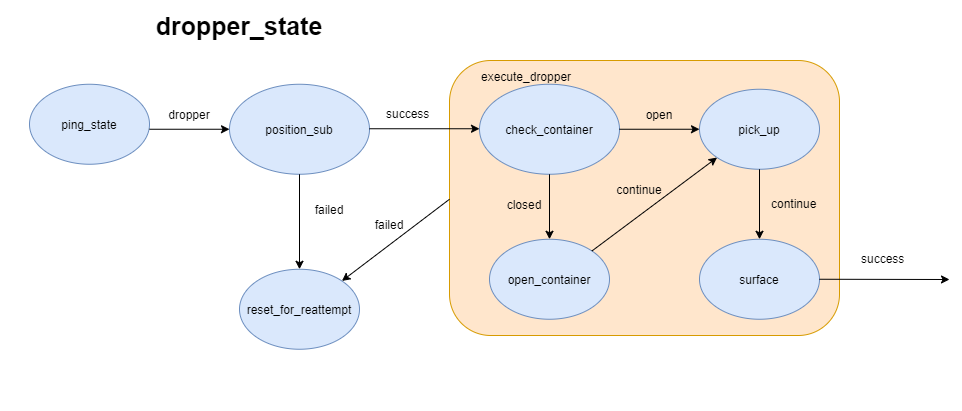 dropper_state
execute_dropper
ping_state
dropper
position_sub
success
check_container
open
pick_up
failed
failed
closed
continue
continue
reset_for_reattempt
open_container
surface
success